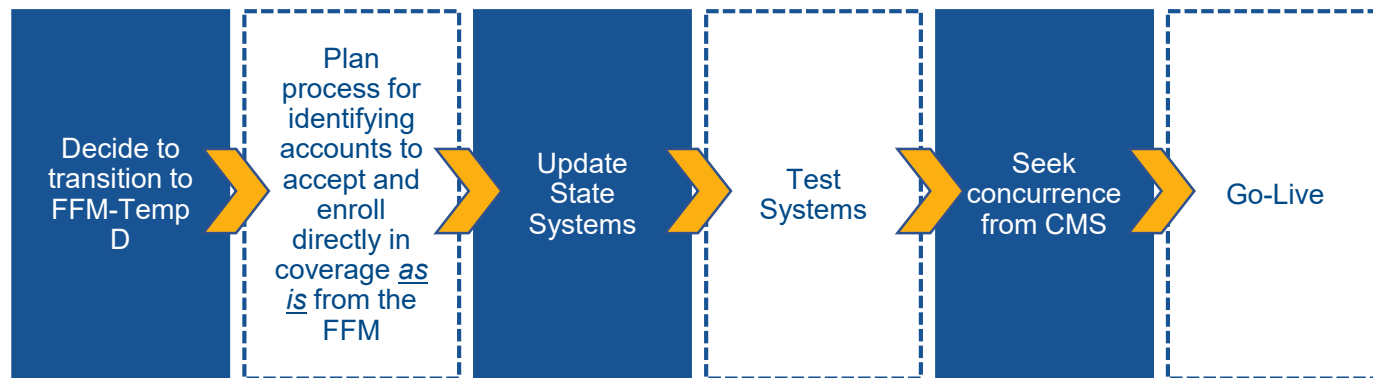 Decide to
transition to
FFM-Temp
D
Plan
process for
identifying
accounts to
accept and
enroll
directly in
coverage as
is from the
FFM
Update
State
Systems
Test
Systems
Seek
concurrence
from CMS
Go-Live